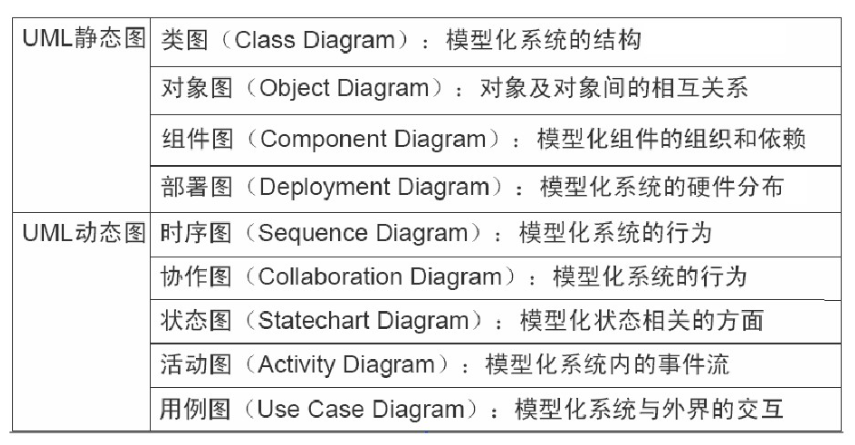 UML静态图 类图（Class Diagram）：模型化系统的结构
对象图（Object Diagram）：对象及对象间的相互关系
组件图（Component Diagram）：模型化组件的组织和依赖
部署图（Deployment Diagram）：模型化系统的硬件分布
UML动态图 时序图（Sequence Diagram）：模型化系统的行为
协作图（Collaboration Diagram）：模型化系统的行为
状态图（Statechart Diagram）：模型化状态相关的方面
活动图（Activity Diagram）：模型化系统内的事件流
用例图（Use Case Diagram）：模型化系统与外界的交互